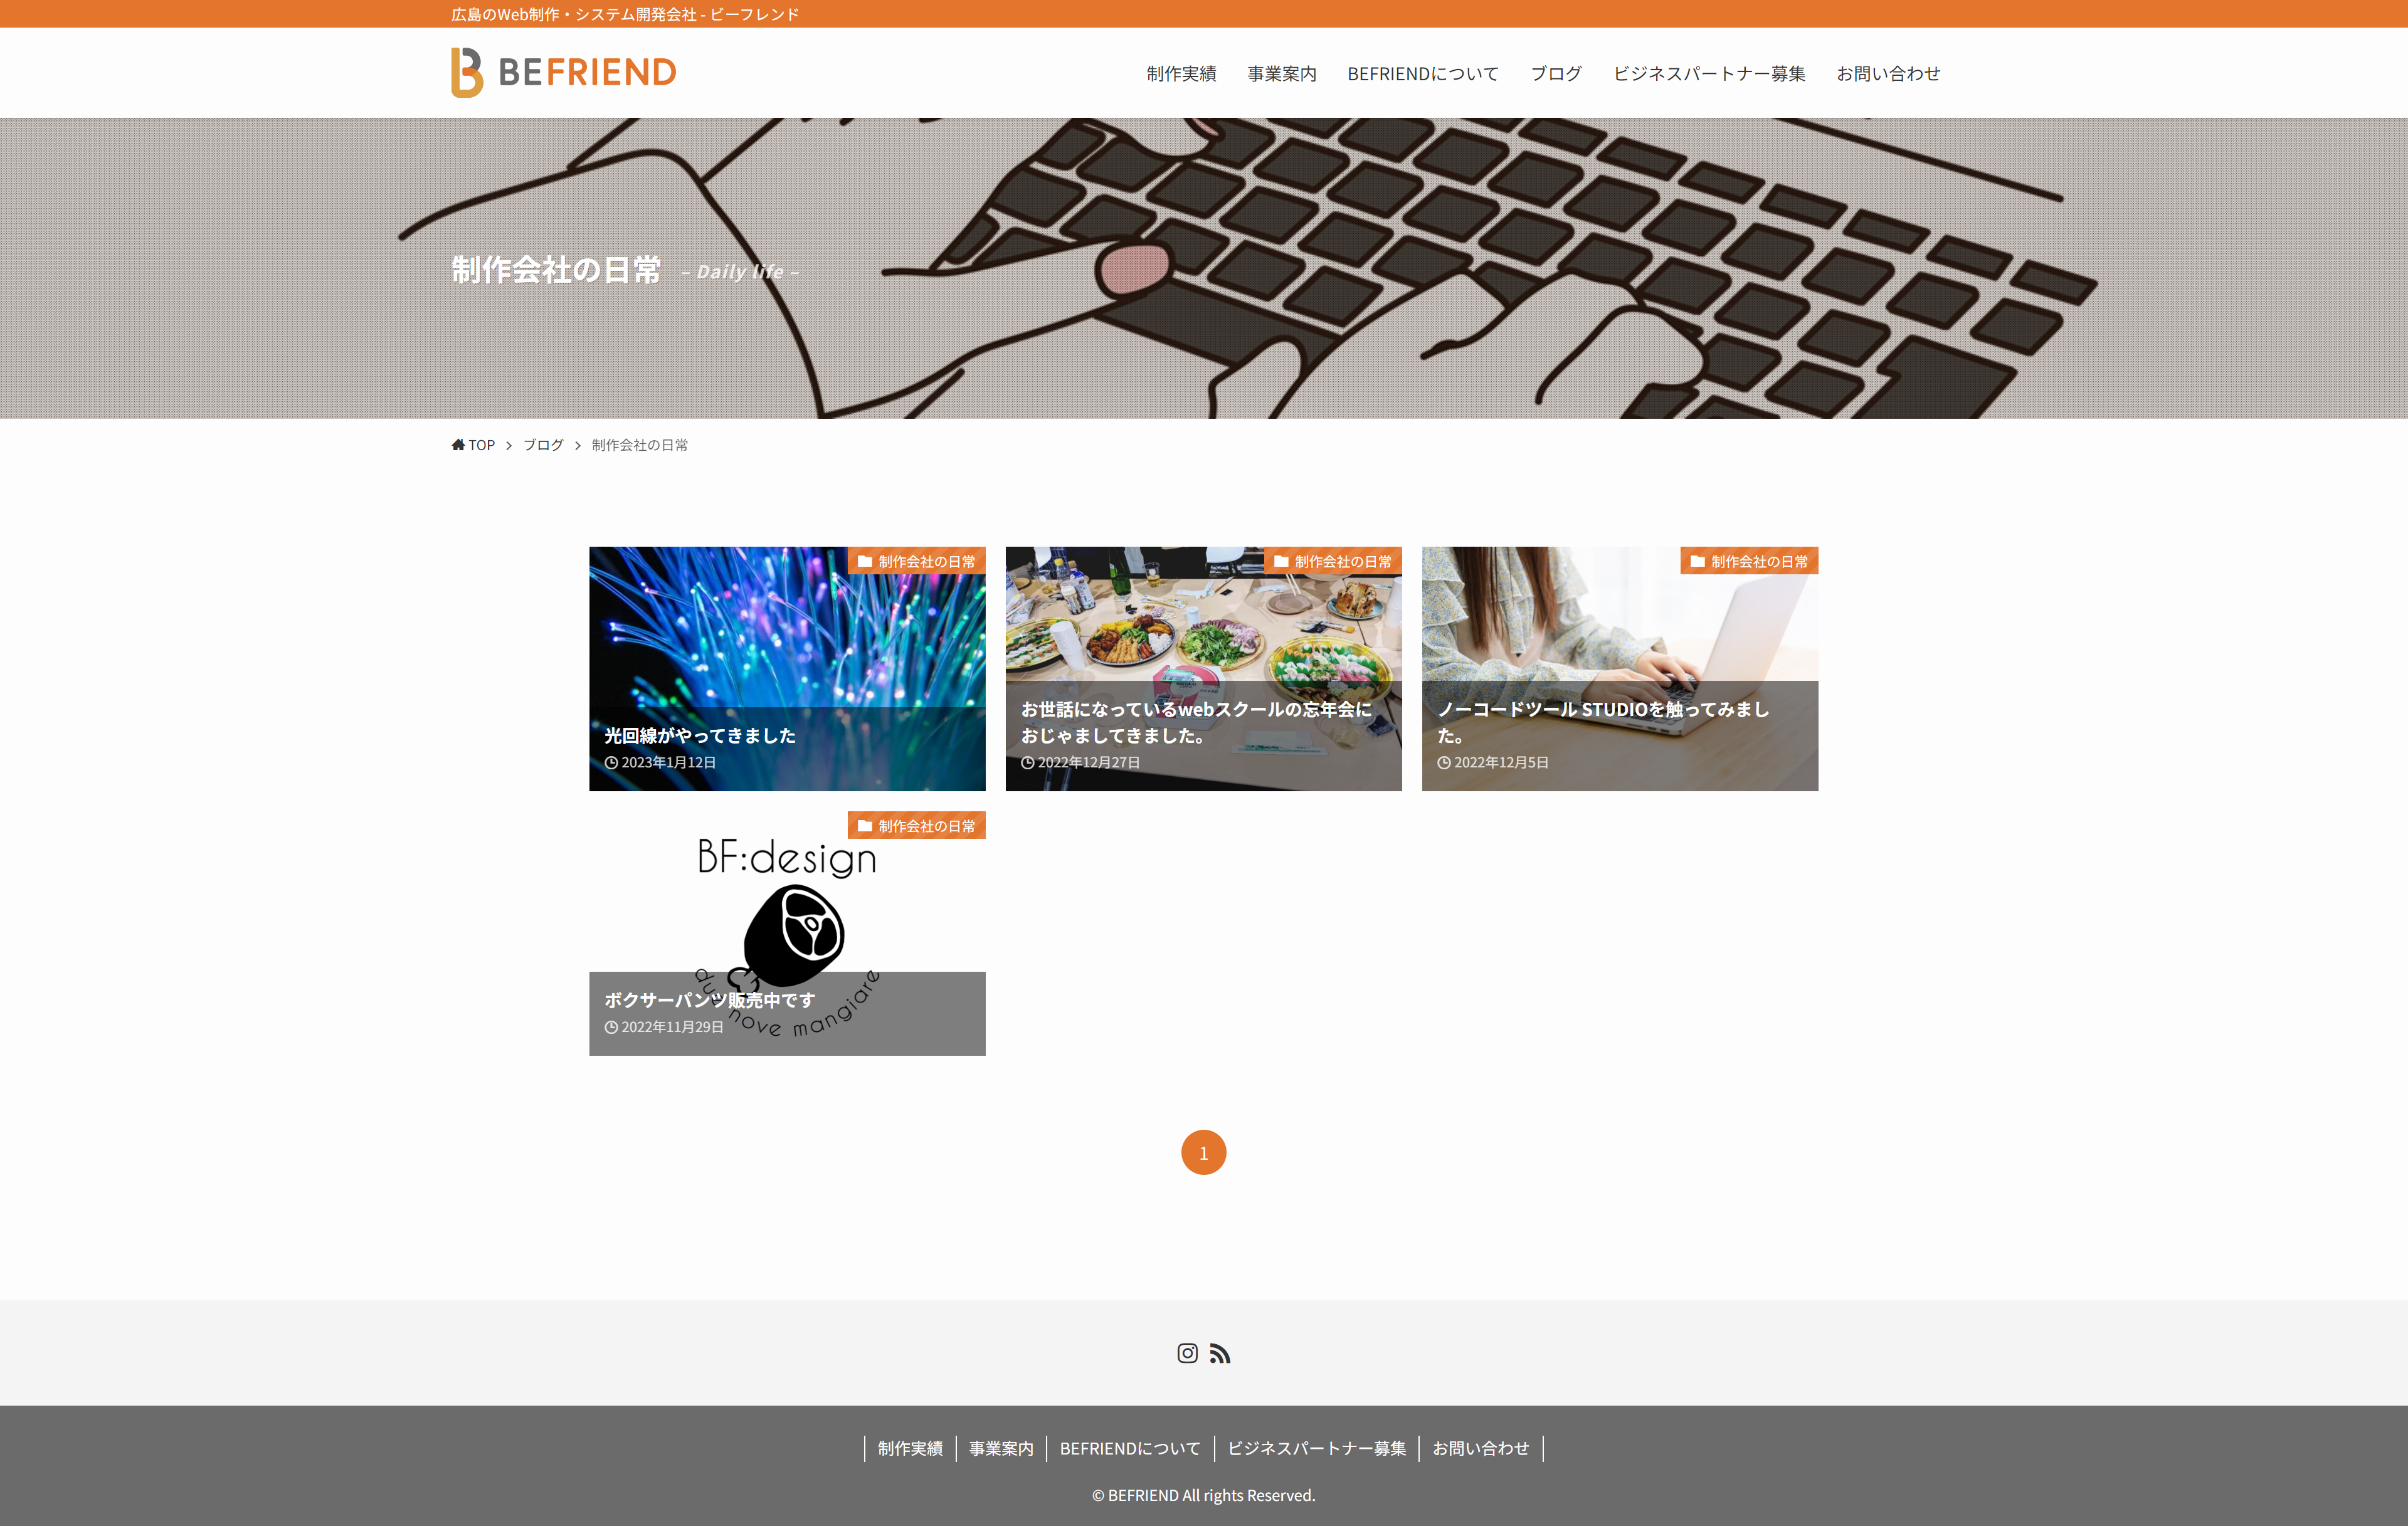 広島のWeb制作・システム開発会社 - ビーフレンド
BEFRIEND
制作実績 事業案内 BEFRIENDについて ブログ ビジネスパートナー募集 お問い合わせ
制作会社の日常 – Daily life –
TOP ブログ 制作会社の日常
制作会社の日常
光回線がやってきました
2023年1月12日
制作会社の日常
お世話になっているwebスクールの忘年会に
おじゃましてきました。
2022年12月27日
制作会社の日常
ノーコードツール STUDIOを触ってみまし
た。
2022年12月5日
制作会社の日常
BF:design
due nove mangiare
ボクサーパンツ販売中です
2022年11月29日
1
制作実績 事業案内 BEFRIENDについて ビジネスパートナー募集 お問い合わせ
© BEFRIEND All rights Reserved.